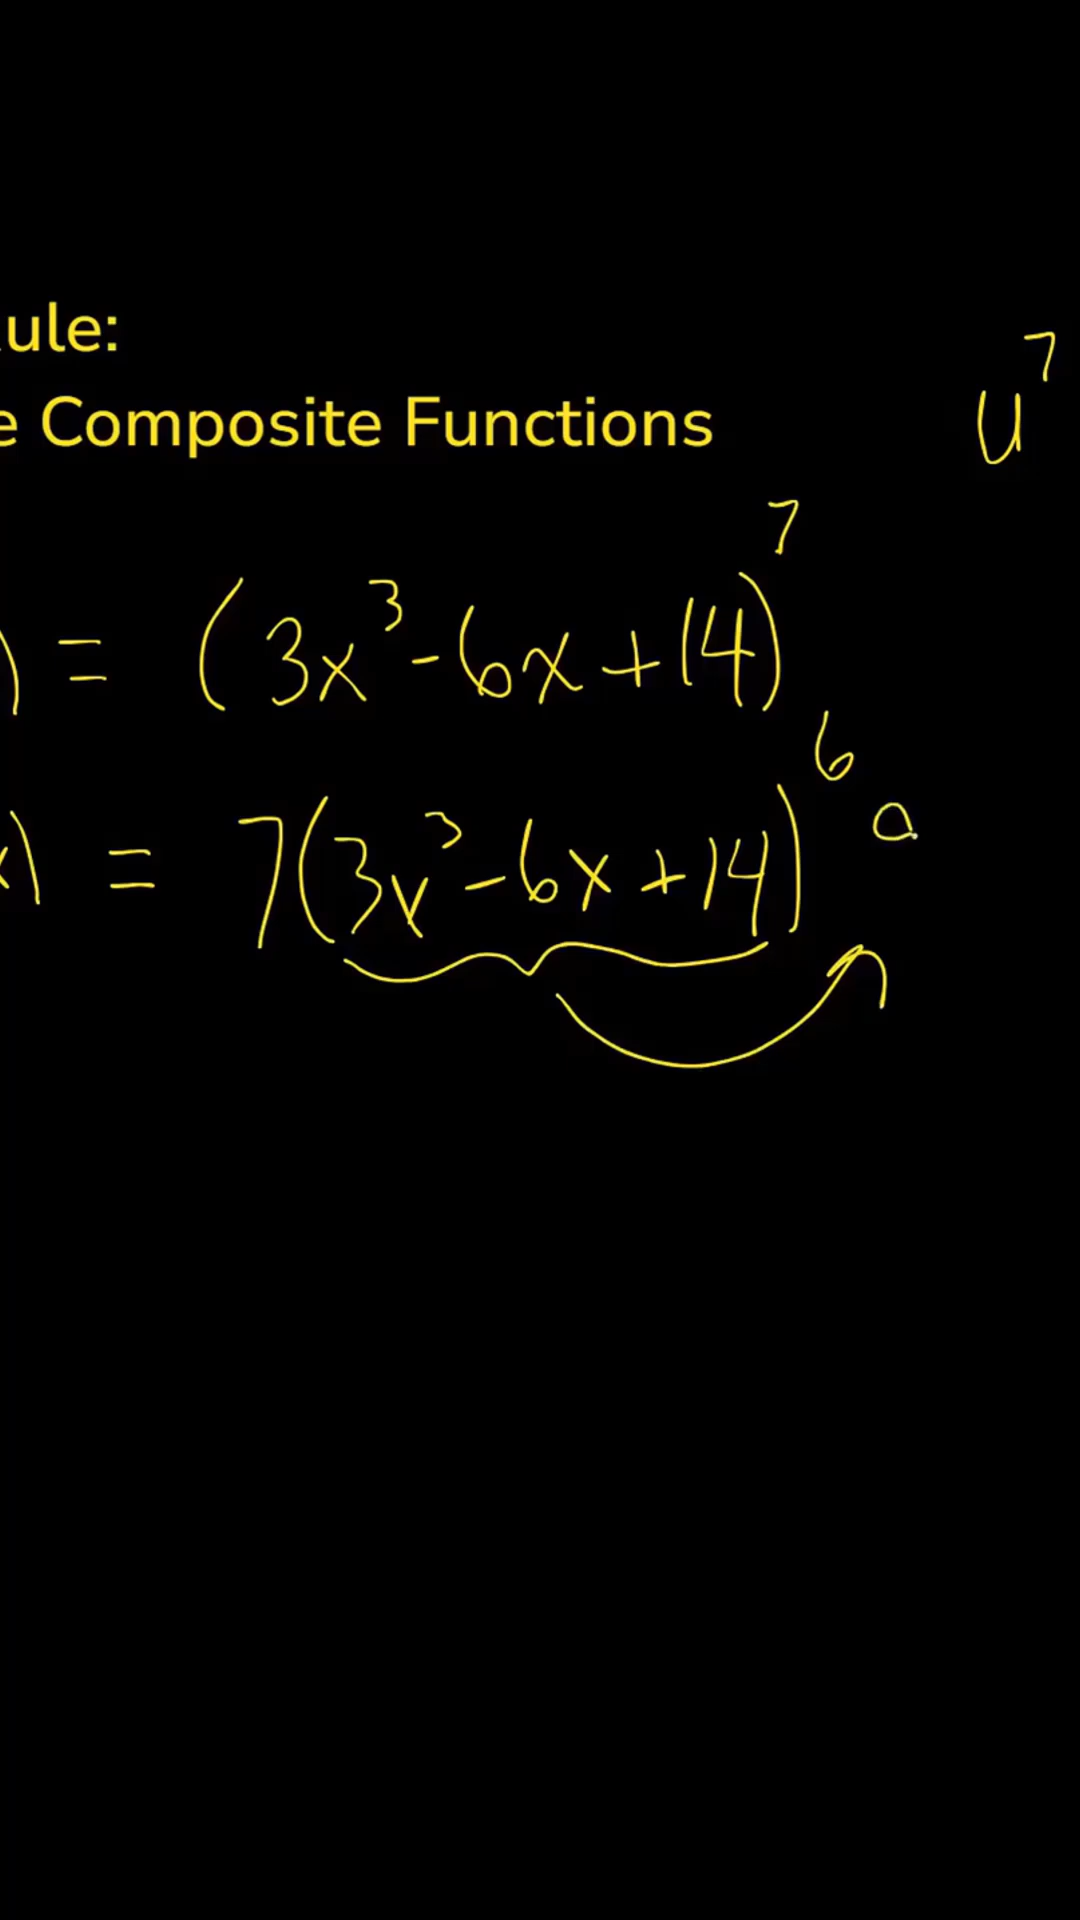 ule:
e Composite Functions
u⁷
) = (3x³-6x+14)⁷
x) = 7(3x³-6x+14)⁶